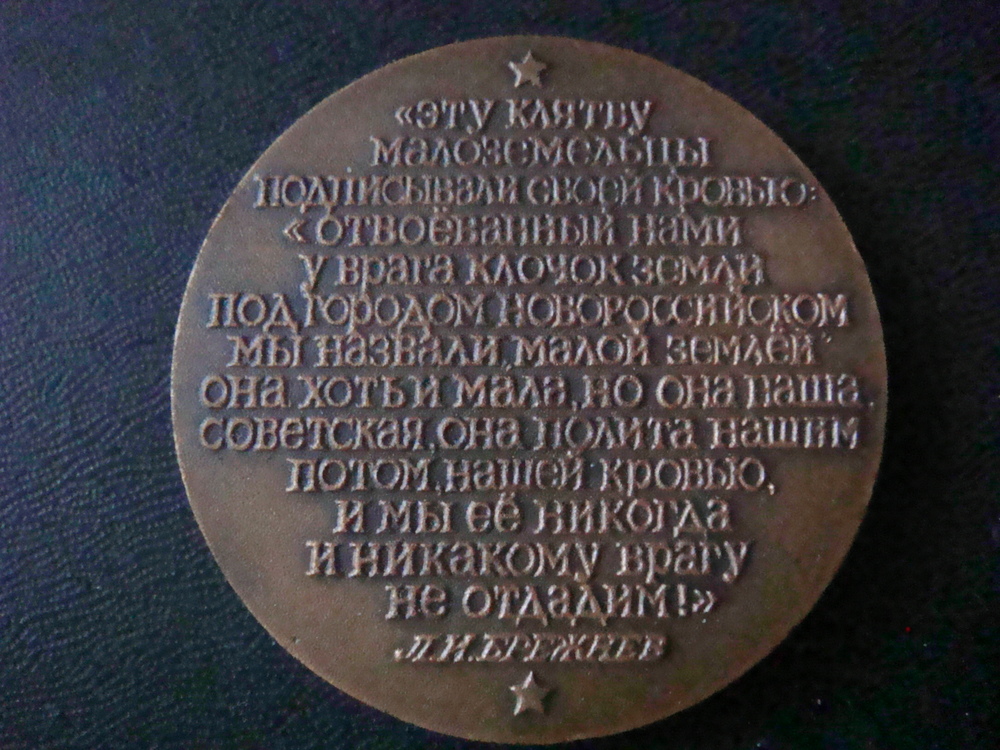 «ЭТУ КЛЯТВУ
МАЛОЗЕМЕЛЬЦЫ
ПОДПИСЫВАЛИ СВОЕЙ КРОВЬЮ:
«ОТВОЁВАННЫЙ НАМИ
У ВРАГА КЛОЧОК ЗЕМЛИ
ПОД ГОРОДОМ НОВОРОССИЙСКОМ
МЫ НАЗВАЛИ МАЛОЙ ЗЕМЛЁЙ
ОНА ХОТЬ И МАЛА, НО ОНА НАША,
СОВЕТСКАЯ, ОНА ПОЛИТА НАШИМ
ПОТОМ, НАШЕЙ КРОВЬЮ,
И МЫ ЕЁ НИКОГДА
И НИКАКОМУ ВРАГУ
НЕ ОТДАДИМ!»
Л.И.БРЕЖНЕВ